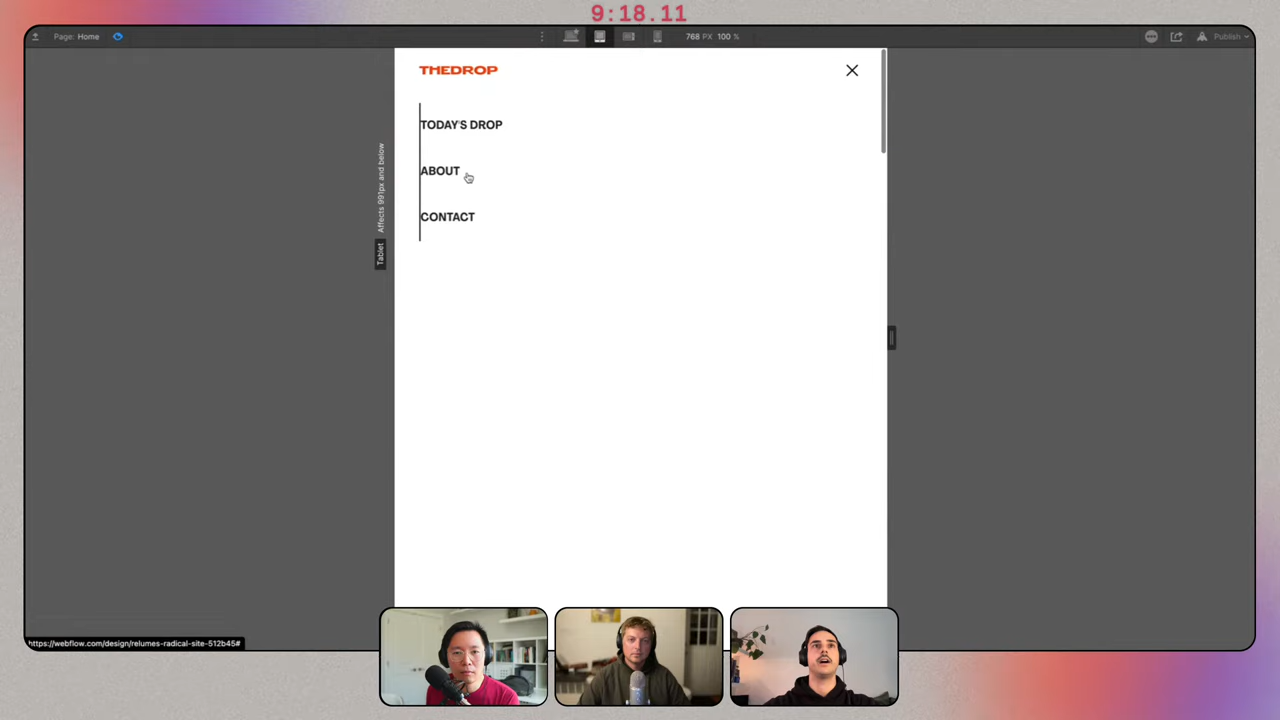 9:18.11
Page: Home
768 PX 100 %
Publish
THEDROP
TODAY'S DROP
ABOUT
CONTACT
Affects 991px and below
Tablet
https://webflow.com/design/relumes-radical-site-512b45#